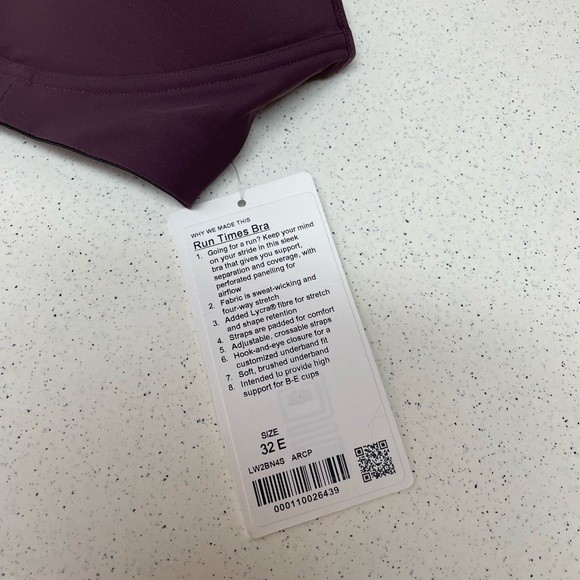 WHY WE MADE THIS
Run Times Bra
1. Going for a run? Keep your mind
on your stride in this sleek
bra that gives you support,
separation and coverage, with
perforated panelling for
airflow
2. Fabric is sweat-wicking and
four-way stretch
3. Added Lycra® fibre for stretch
and shape retention
4. Straps are padded for comfort
5. Adjustable, crossable straps
6. Hook-and-eye closure for a
customized underband fit
7. Soft, brushed underband
8. Intended to provide high
support for B-E cups
SIZE
32 E
LW2BN4S ARCP
000110026439